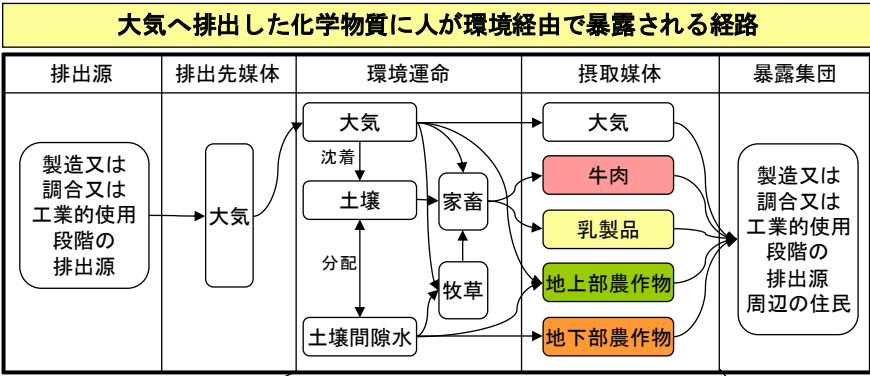 大気へ排出した化学物質に人が環境経由で暴露される経路
排出源
排出先媒体
環境運命
摂取媒体
暴露集団
製造又は
調合又は
工業的使用
段階の
排出源
大気
大気
沈着
土壌
分配
土壌間隙水
家畜
牧草
大気
牛肉
乳製品
地上部農作物
地下部農作物
製造又は
調合又は
工業的使用
段階の
排出源
周辺の住民